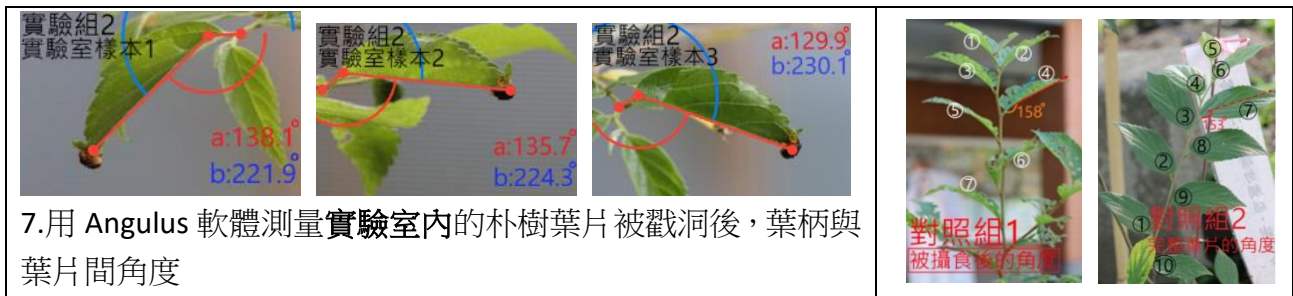 實驗組2
實驗室樣本1
a:138.1°
b:221.9°
實驗組2
實驗室樣本2
a:135.7°
b:224.3°
實驗組2
實驗室樣本3
a:129.9°
b:230.1°
7.用 Angulus 軟體測量實驗室內的朴樹葉片被戳洞後，葉柄與
葉片間角度
①
②
③
④
⑤
158°
⑥
⑦
對照組1
被攝食後的角度
⑤
⑥
④
⑦
③
153°
⑧
②
⑨
①
對照組2
完整葉片的角度
⑩